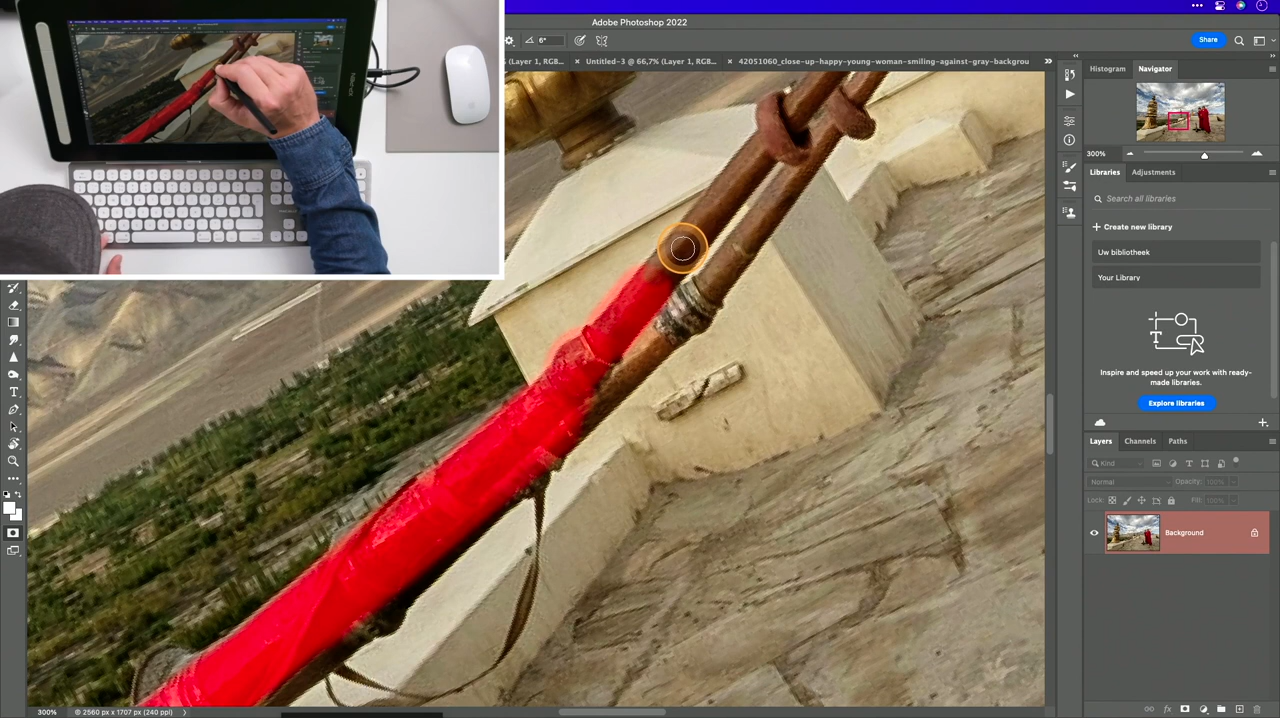 Adobe Photoshop 2022
6°
Share
(Layer 1, RGB...
Untitled-3 @ 66,7% (Layer 1, RGB...
42051060_close-up-happy-young-woman-smiling-against-gray-backgrou
Histogram
Navigator
300%
Libraries
Adjustments
Search all libraries
Create new library
Uw bibliotheek
Your Library
Inspire and speed up your work with ready-
made libraries.
Explore libraries
Layers
Channels
Paths
Kind
Normal
Opacity: 100%
Lock:
Fill: 100%
Background
300%
© 2560 px x 1707 px (240 ppi)